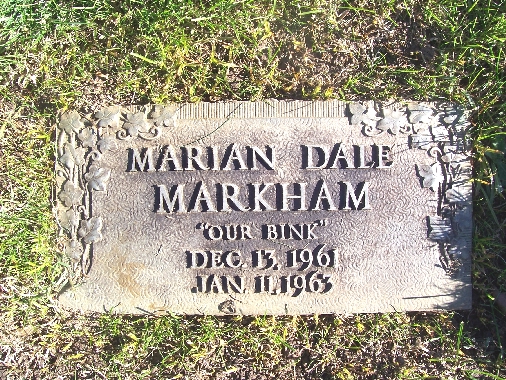 MARIAN DALE
MARKHAM
"OUR BINK"
DEC. 13, 1961
JAN. 11, 1963